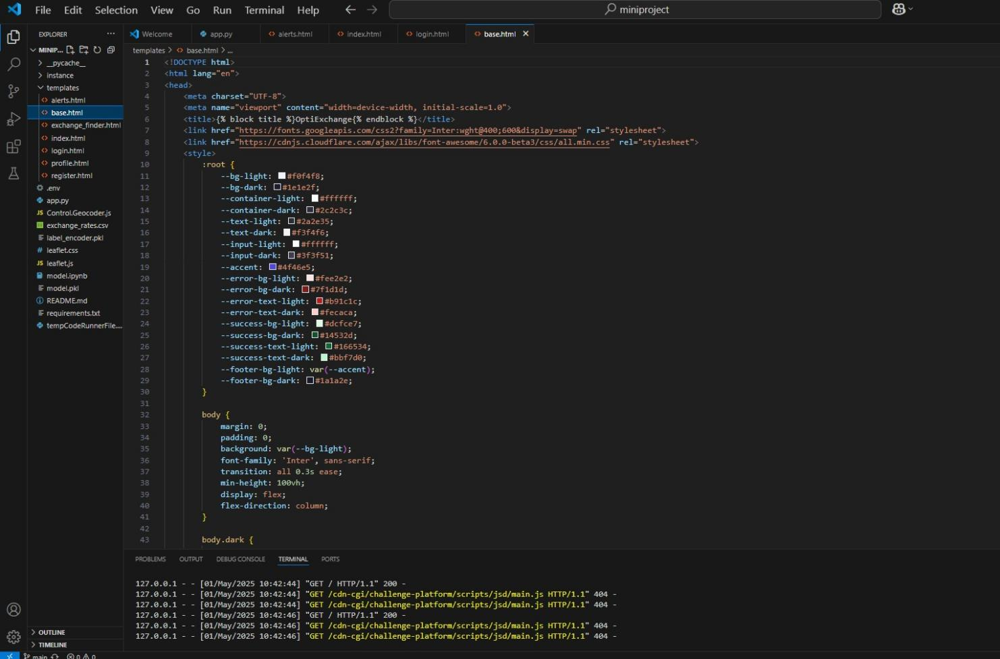 File Edit Selection View Go Run Terminal Help miniproject
EXPLORER
MINIP...
__pycache__
instance
templates
alerts.html
base.html
exchange_finder.html
index.html
login.html
profile.html
register.html
.env
app.py
JS Control.Geocoder.js
exchange_rates.csv
label_encoder.pkl
# leaflet.css
JS leaflet.js
model.ipynb
model.pkl
README.md
requirements.txt
tempCodeRunnerFile....
OUTLINE
TIMELINE
Welcome app.py alerts.html index.html login.html base.html
templates > base.html > ...
1 <!DOCTYPE html>
2 <html lang="en">
3 <head>
4 <meta charset="UTF-8">
5 <meta name="viewport" content="width=device-width, initial-scale=1.0">
6 <title>{% block title %}OptiExchange{% endblock %}</title>
7 <link href="https://fonts.googleapis.com/css2?family=Inter:wght@400;600&display=swap" rel="stylesheet">
8 <link href="https://cdnjs.cloudflare.com/ajax/libs/font-awesome/6.0.0-beta3/css/all.min.css" rel="stylesheet">
9 <style>
10 :root {
11 --bg-light: #f0f4f8;
12 --bg-dark: #1e1e2f;
13 --container-light: #ffffff;
14 --container-dark: #2c2c3c;
15 --text-light: #2a2e35;
16 --text-dark: #f3f4f6;
17 --input-light: #ffffff;
18 --input-dark: #3f3f51;
19 --accent: #4f46e5;
20 --error-bg-light: #fee2e2;
21 --error-bg-dark: #7f1d1d;
22 --error-text-light: #b91c1c;
23 --error-text-dark: #fecaca;
24 --success-bg-light: #dcfce7;
25 --success-bg-dark: #14532d;
26 --success-text-light: #166534;
27 --success-text-dark: #bbf7d0;
28 --footer-bg-light: var(--accent);
29 --footer-bg-dark: #1a1a2e;
30 }
31
32 body {
33 margin: 0;
34 padding: 0;
35 background: var(--bg-light);
36 font-family: 'Inter', sans-serif;
37 transition: all 0.3s ease;
38 min-height: 100vh;
39 display: flex;
40 flex-direction: column;
41 }
42
43 body.dark {
PROBLEMS OUTPUT DEBUG CONSOLE TERMINAL PORTS
127.0.0.1 - - [01/May/2025 10:42:44] "GET / HTTP/1.1" 200 -
127.0.0.1 - - [01/May/2025 10:42:44] "GET /cdn-cgi/challenge-platform/scripts/jsd/main.js HTTP/1.1" 404 -
127.0.0.1 - - [01/May/2025 10:42:44] "GET /cdn-cgi/challenge-platform/scripts/jsd/main.js HTTP/1.1" 404 -
127.0.0.1 - - [01/May/2025 10:42:46] "GET / HTTP/1.1" 200 -
127.0.0.1 - - [01/May/2025 10:42:46] "GET /cdn-cgi/challenge-platform/scripts/jsd/main.js HTTP/1.1" 404 -
127.0.0.1 - - [01/May/2025 10:42:46] "GET /cdn-cgi/challenge-platform/scripts/jsd/main.js HTTP/1.1" 404 -
main 0 0